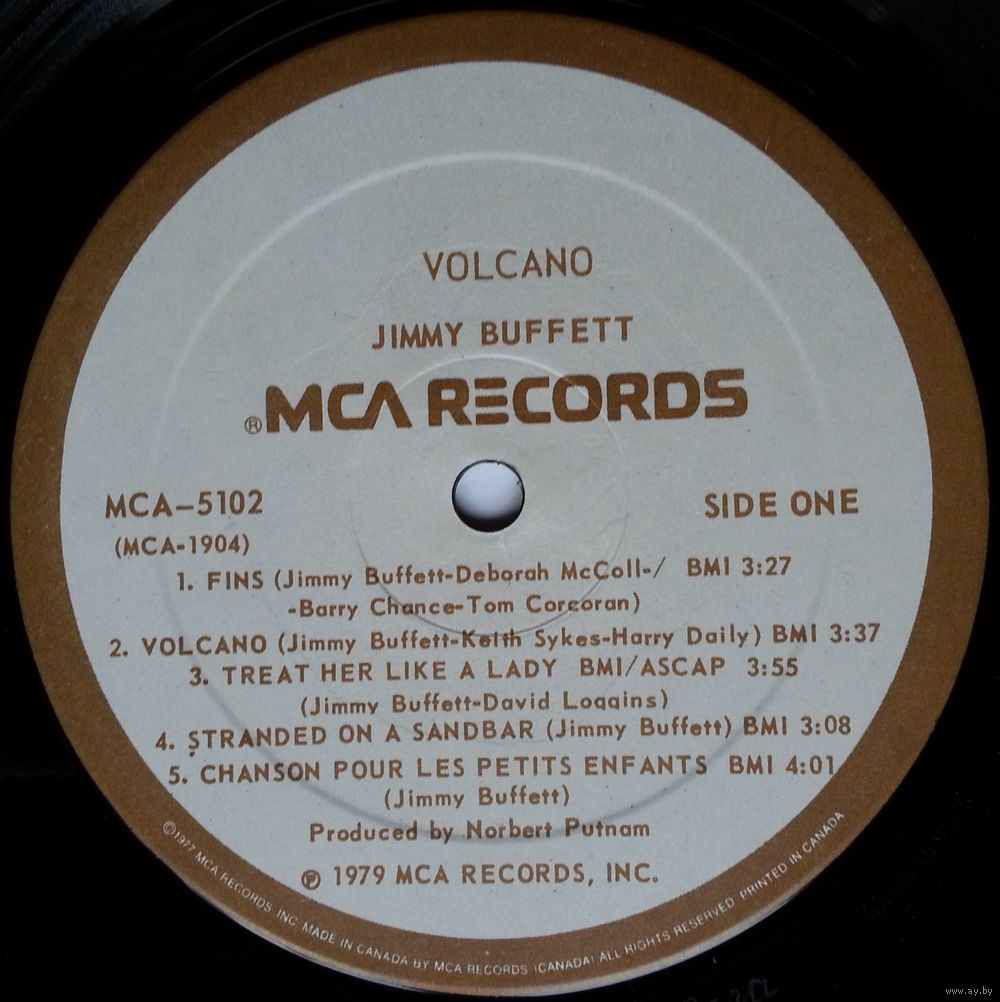 VOLCANO
JIMMY BUFFETT
®MCA RECORDS
MCA-5102
SIDE ONE
(MCA-1904)
1. FINS (Jimmy Buffett-Deborah McColl-/ BMI 3:27
-Barry Chance-Tom Corcoran)
2. VOLCANO (Jimmy Buffett-Keith Sykes-Harry Daily) BMI 3:37
3. TREAT HER LIKE A LADY BMI/ASCAP 3:55
(Jimmy Buffett-David Loggins)
4. STRANDED ON A SANDBAR (Jimmy Buffett) BMI 3:08
5. CHANSON POUR LES PETITS ENFANTS BMI 4:01
(Jimmy Buffett)
Produced by Norbert Putnam
℗ 1979 MCA RECORDS, INC.
©1977 MCA RECORDS INC MADE IN CANADA BY MCA RECORDS (CANADA) ALL RIGHTS RESERVED PRINTED IN CANADA
www.ay.by